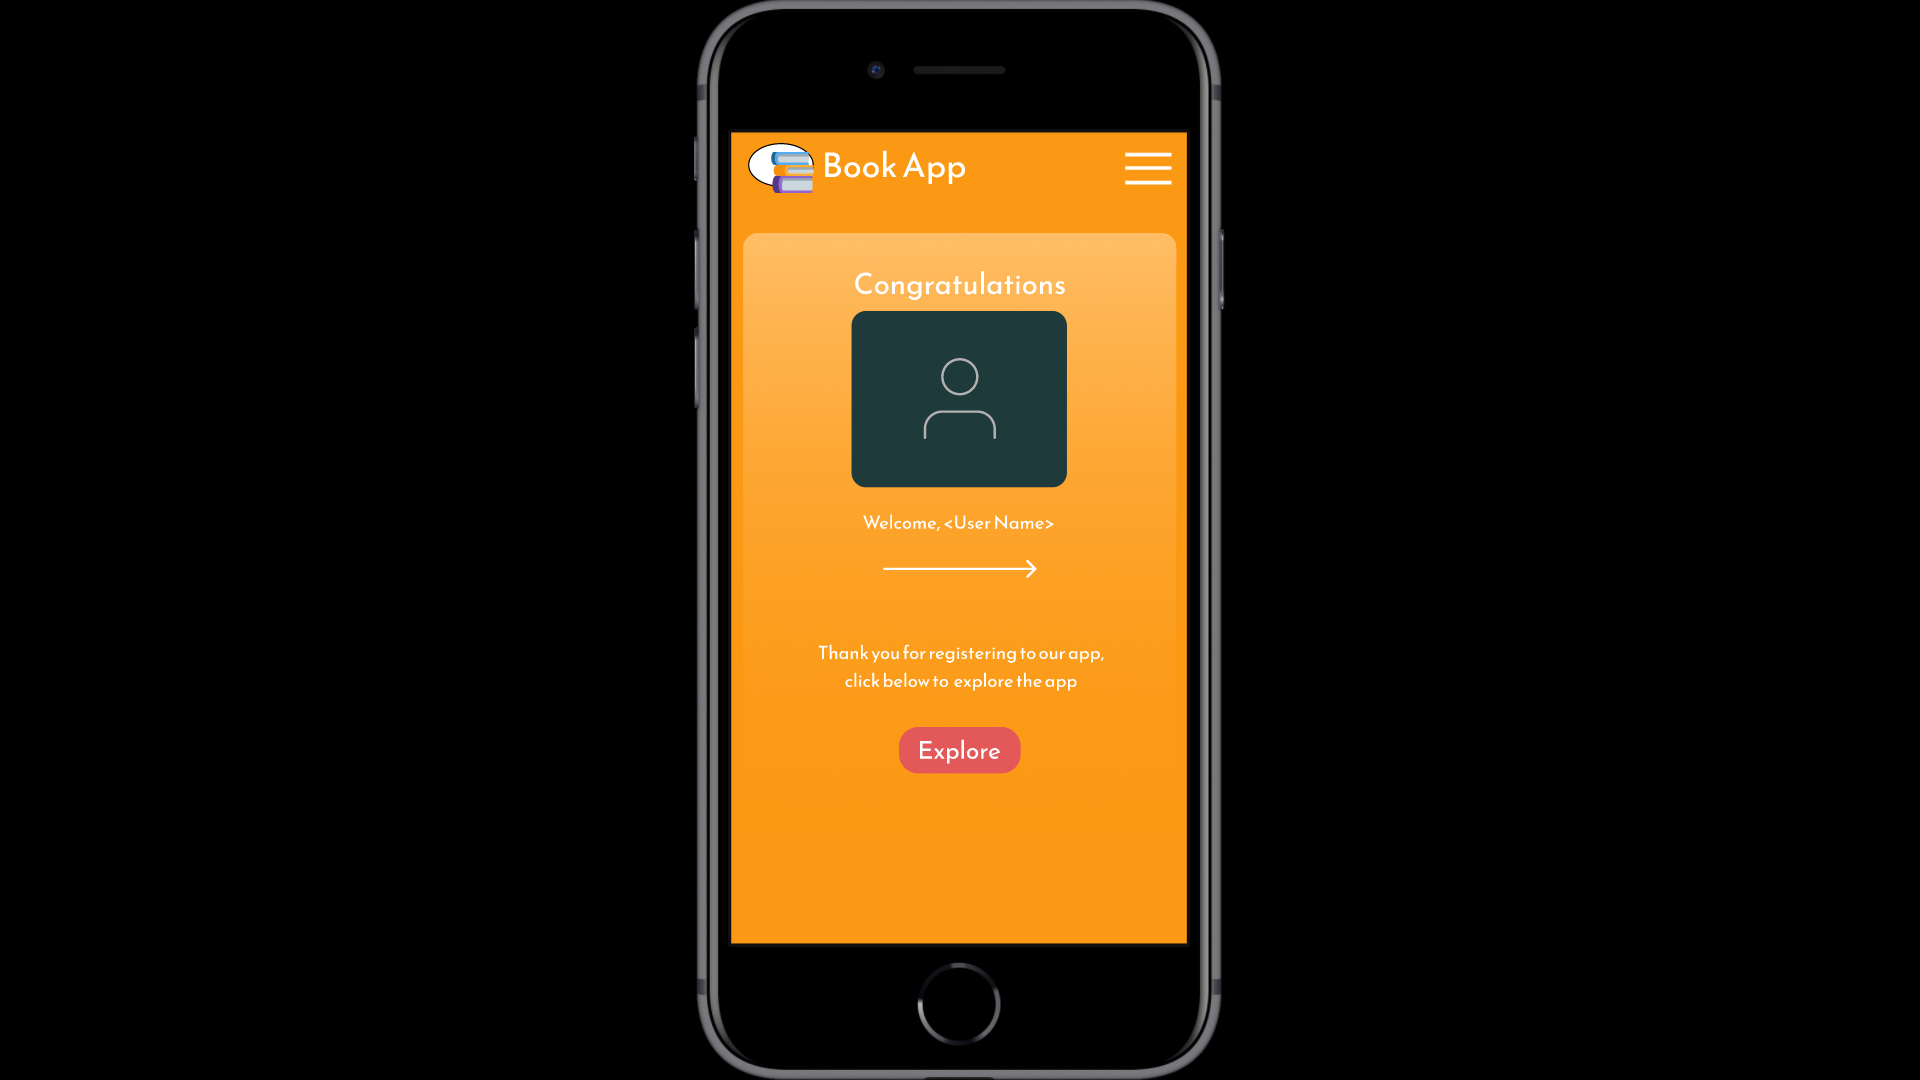 Book App
Congratulations
Welcome, <User Name>
Thank you for registering to our app,
click below to explore the app
Explore